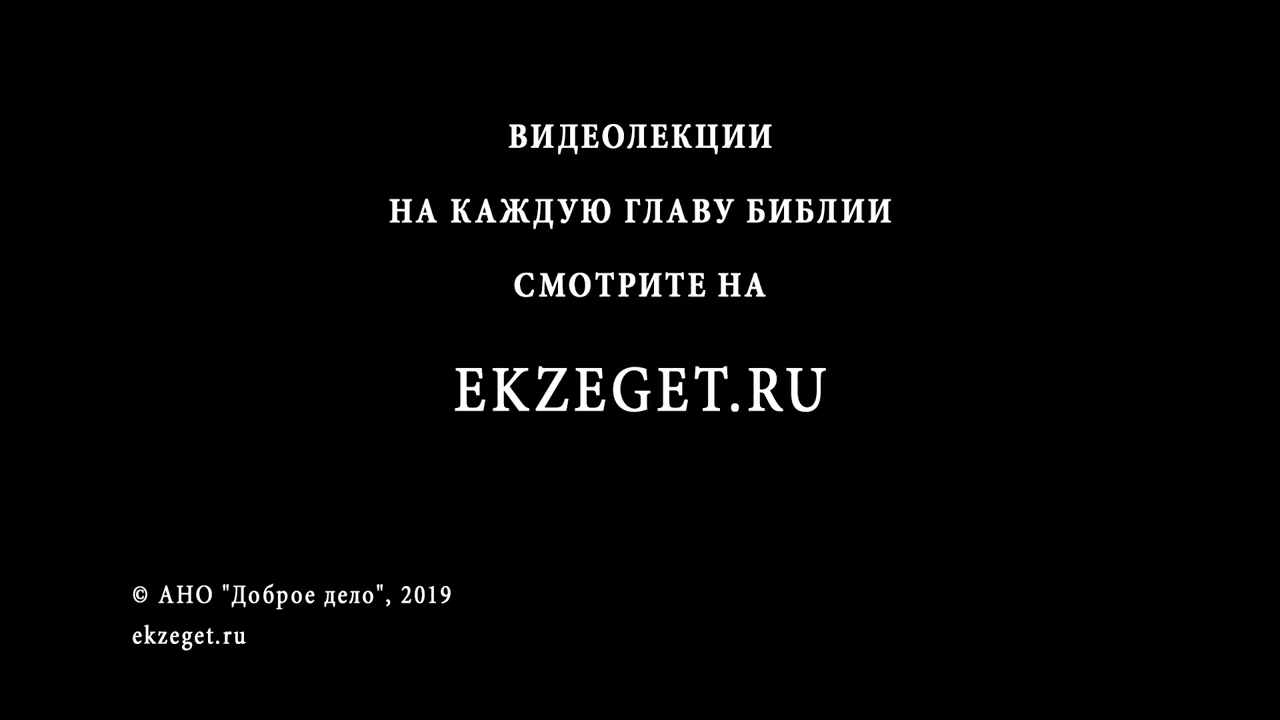 ВИДЕОЛЕКЦИИ
НА КАЖДУЮ ГЛАВУ БИБЛИИ
СМОТРИТЕ НА
EKZEGET.RU
© АНО "Доброе дело", 2019
ekzeget.ru